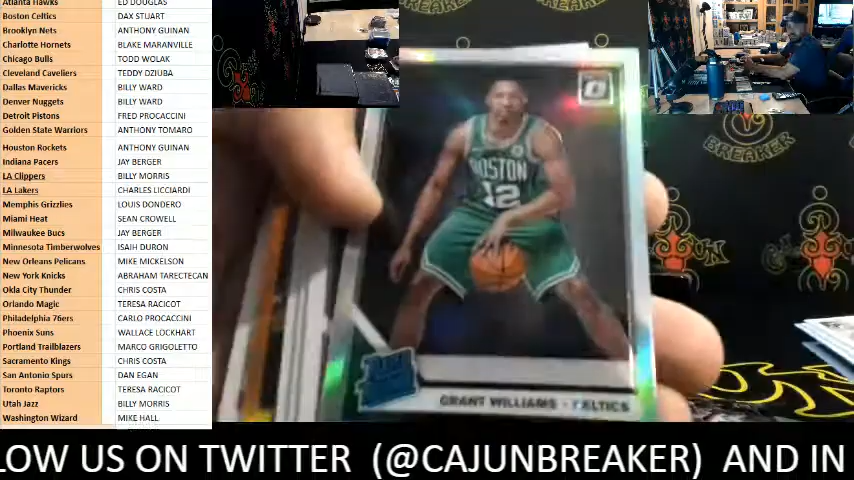 Atlanta Hawks ED DOUGLAS
Boston Celtics DAX STUART
Brooklyn Nets ANTHONY GUINAN
Charlotte Hornets BLAKE MARANVILLE
Chicago Bulls TODD WOLAK
Cleveland Cavaliers TEDDY DZIUBA
Dallas Mavericks BILLY WARD
Denver Nuggets BILLY WARD
Detroit Pistons FRED PROCACCINI
Golden State Warriors ANTHONY TOMARO
Houston Rockets ANTHONY GUINAN
Indiana Pacers JAY BERGER
LA Clippers BILLY MORRIS
LA Lakers CHARLES LICCIARDI
Memphis Grizzlies LOUIS DONDERO
Miami Heat SEAN CROWELL
Milwaukee Bucs JAY BERGER
Minnesota Timberwolves ISAIH DURON
New Orleans Pelicans MIKE MICKELSON
New York Knicks ABRAHAM TARECTECAN
Okla City Thunder CHRIS COSTA
Orlando Magic TERESA RACICOT
Philadelphia 76ers CARLO PROCACCINI
Phoenix Suns WALLACE LOCKHART
Portland Trailblazers MARCO GRIGOLETTO
Sacramento Kings CHRIS COSTA
San Antonio Spurs DAN EGAN
Toronto Raptors TERESA RACICOT
Utah Jazz BILLY MORRIS
Washington Wizard MIKE HALL
BOSTON
12
GRANT WILLIAMS - CELTICS
BREAKER
LOW US ON TWITTER (@CAJUNBREAKER) AND IN